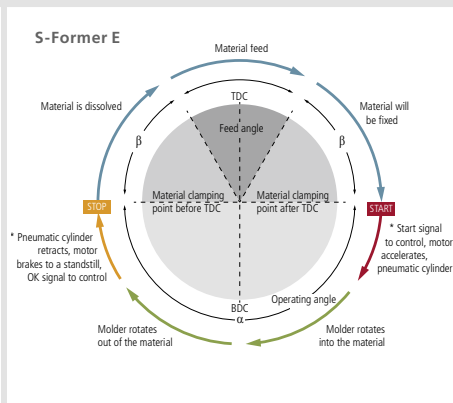 S-Former E
Material feed
Material is dissolved
TDC
Material will
be fixed
Feed angle
β
β
Material clamping
point before TDC
Material clamping
point after TDC
STOP
START
* Pneumatic cylinder
retracts, motor
brakes to a standstill,
OK signal to control
* Start signal
to control, motor
accelerates,
pneumatic cylinder
Operating angle
BDC
α
Molder rotates
out of the material
Molder rotates
into the material